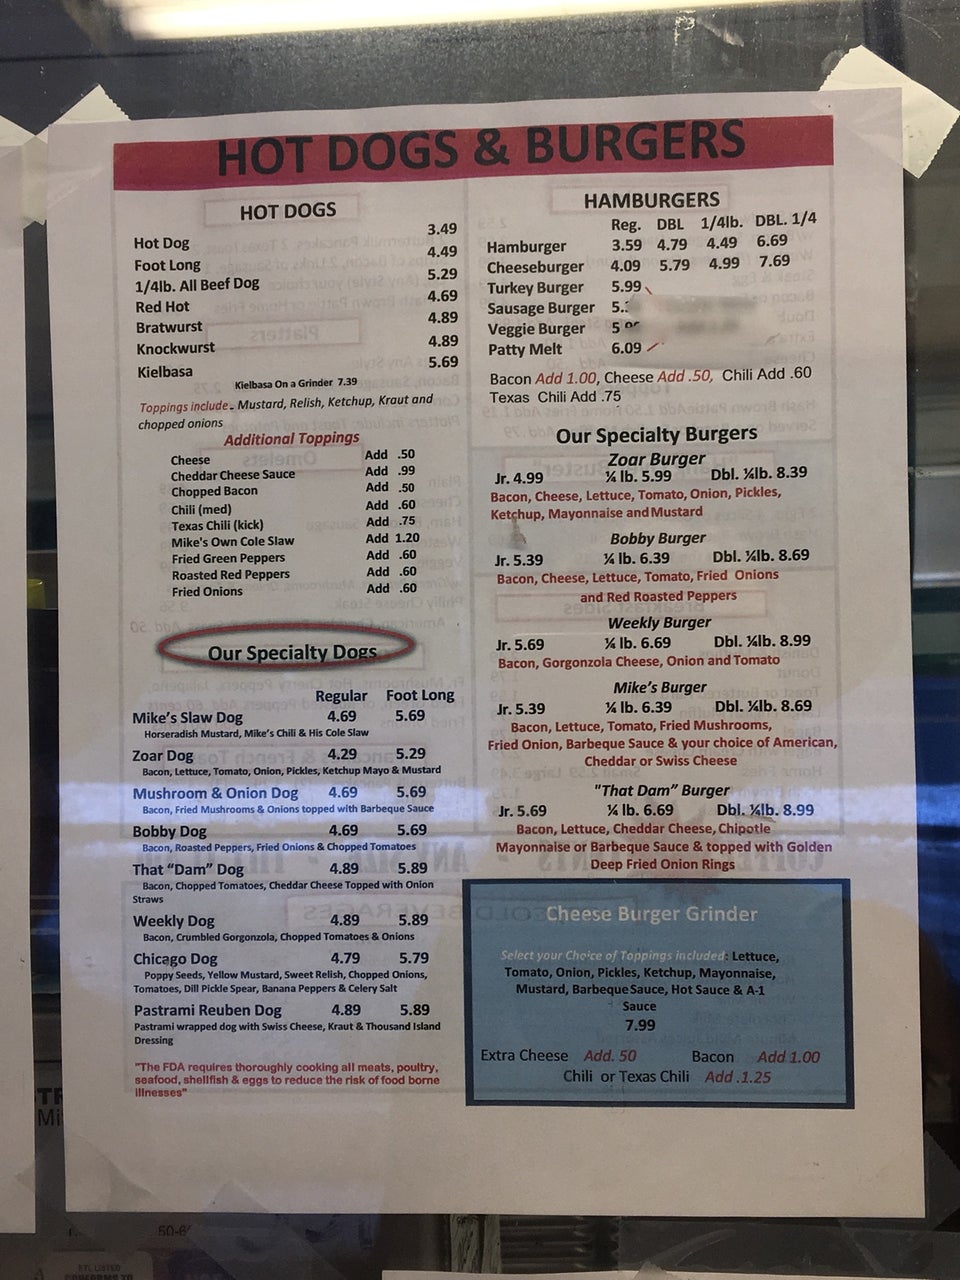 HOT DOGS & BURGERS
HOT DOGS
Hot Dog 3.49
Foot Long 4.49
1/4lb. All Beef Dog 5.29
Red Hot 4.69
Bratwurst 4.89
Knockwurst 4.89
Kielbasa 5.69
Kielbasa On a Grinder 7.39
Toppings include - Mustard, Relish, Ketchup, Kraut and
chopped onions
Additional Toppings
Cheese Add .50
Cheddar Cheese Sauce Add .99
Chopped Bacon Add .50
Chili (med) Add .60
Texas Chili (kick) Add .75
Mike's Own Cole Slaw Add 1.20
Fried Green Peppers Add .60
Roasted Red Peppers Add .60
Fried Onions Add .60
Our Specialty Dogs
Regular Foot Long
Mike's Slaw Dog 4.69 5.69
Horseradish Mustard, Mike's Chili & His Cole Slaw
Zoar Dog 4.29 5.29
Bacon, Lettuce, Tomato, Onion, Pickles, Ketchup Mayo & Mustard
Mushroom & Onion Dog 4.69 5.69
Bacon, Fried Mushrooms & Onions topped with Barbeque Sauce
Bobby Dog 4.69 5.69
Bacon, Roasted Peppers, Fried Onions & Chopped Tomatoes
That "Dam" Dog 4.89 5.89
Bacon, Chopped Tomatoes, Cheddar Cheese Topped with Onion
Straws
Weekly Dog 4.89 5.89
Bacon, Crumbled Gorgonzola, Chopped Tomatoes & Onions
Chicago Dog 4.79 5.79
Poppy Seeds, Yellow Mustard, Sweet Relish, Chopped Onions,
Tomatoes, Dill Pickle Spear, Banana Peppers & Celery Salt
Pastrami Reuben Dog 4.89 5.89
Pastrami wrapped dog with Swiss Cheese, Kraut & Thousand Island
Dressing
"The FDA requires thoroughly cooking all meats, poultry,
seafood, shellfish & eggs to reduce the risk of food borne
illnesses"
HAMBURGERS
Reg. DBL 1/4lb. DBL. 1/4
Hamburger 3.59 4.79 4.49 6.69
Cheeseburger 4.09 5.79 4.99 7.69
Turkey Burger 5.99
Sausage Burger
Veggie Burger
Patty Melt 6.09
Bacon Add 1.00, Cheese Add .50, Chili Add .60
Texas Chili Add .75
Our Specialty Burgers
Zoar Burger
Jr. 4.99 ¼ lb. 5.99 Dbl. ¼lb. 8.39
Bacon, Cheese, Lettuce, Tomato, Onion, Pickles,
Ketchup, Mayonnaise and Mustard
Bobby Burger
Jr. 5.39 ¼ lb. 6.39 Dbl. ¼lb. 8.69
Bacon, Cheese, Lettuce, Tomato, Fried Onions
and Red Roasted Peppers
Weekly Burger
Jr. 5.69 ¼ lb. 6.69 Dbl. ¼lb. 8.99
Bacon, Gorgonzola Cheese, Onion and Tomato
Mike's Burger
Jr. 5.39 ¼ lb. 6.39 Dbl. ¼lb. 8.69
Bacon, Lettuce, Tomato, Fried Mushrooms,
Fried Onion, Barbeque Sauce & your choice of American,
Cheddar or Swiss Cheese
"That Dam" Burger
Jr. 5.69 ¼ lb. 6.69 Dbl. ¼lb. 8.99
Bacon, Lettuce, Cheddar Cheese, Chipotle
Mayonnaise or Barbeque Sauce & topped with Golden
Deep Fried Onion Rings
Cheese Burger Grinder
Select your Choice of Toppings included: Lettuce,
Tomato, Onion, Pickles, Ketchup, Mayonnaise,
Mustard, Barbeque Sauce, Hot Sauce & A-1
Sauce
7.99
Extra Cheese Add. 50 Bacon Add 1.00
Chili or Texas Chili Add .1.25